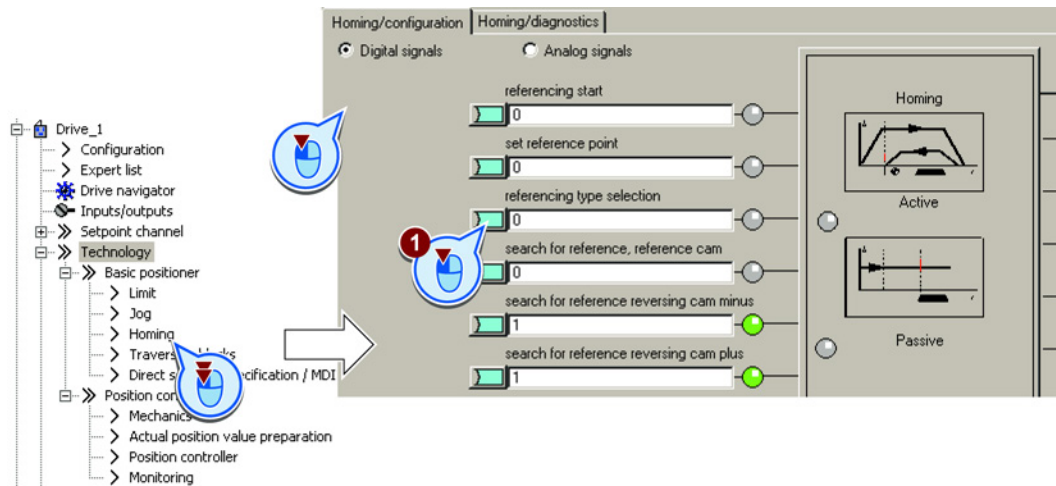 Homing/configuration Homing/diagnostics
Digital signals Analog signals
referencing start
0
set reference point
0
referencing type selection
0
search for reference, reference cam
0
search for reference reversing cam minus
1
search for reference reversing cam plus
1
Homing
Active
Passive
1
Drive_1
Configuration
Expert list
Drive navigator
Inputs/outputs
Setpoint channel
Technology
Basic positioner
Limit
Jog
Homing
Direct / MDI
Position
Mechanics
Actual position value preparation
Position controller
Monitoring